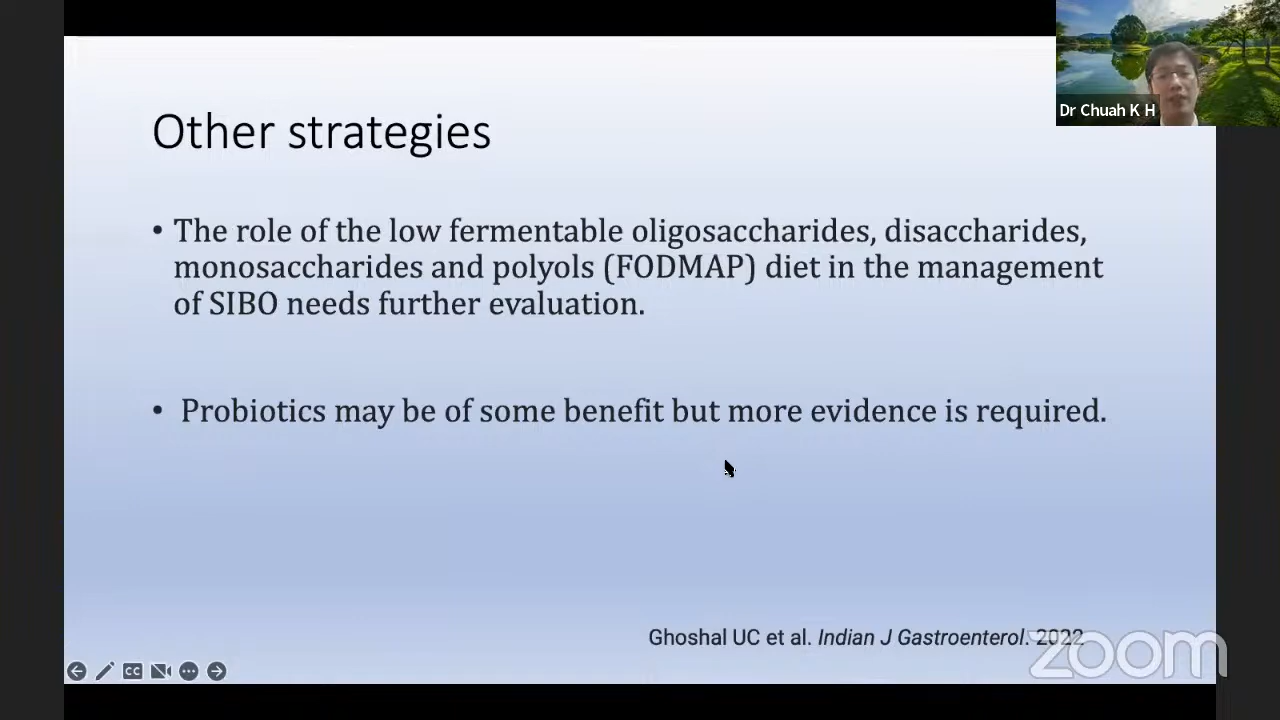 Dr Chuah K H
Other strategies
• The role of the low fermentable oligosaccharides, disaccharides,
monosaccharides and polyols (FODMAP) diet in the management
of SIBO needs further evaluation.
• Probiotics may be of some benefit but more evidence is required.
Ghoshal UC et al. Indian J Gastroenterol. 2022
zoom
CC